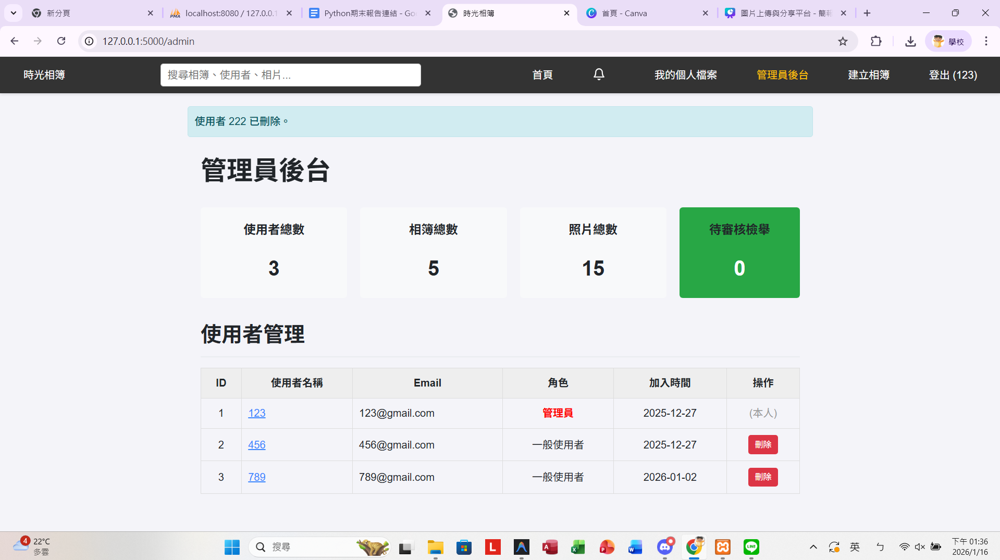 新分頁
localhost:8080 / 127.0.0.1
Python期末報告連結 - Go
時光相簿
首頁 - Canva
圖片上傳與分享平台 - 簡報
127.0.0.1:5000/admin
學校
時光相簿
搜尋相簿、使用者、相片...
首頁
我的個人檔案
管理員後台
建立相簿
登出 (123)
使用者 222 已刪除。
管理員後台
使用者總數
3
相簿總數
5
照片總數
15
待審核檢舉
0
使用者管理
ID 使用者名稱 Email 角色 加入時間 操作
1 123 123@gmail.com 管理員 2025-12-27 (本人)
2 456 456@gmail.com 一般使用者 2025-12-27 刪除
3 789 789@gmail.com 一般使用者 2026-01-02 刪除
4
22°C
多雲
搜尋
英
ㄅ
下午 01:36
2026/1/16